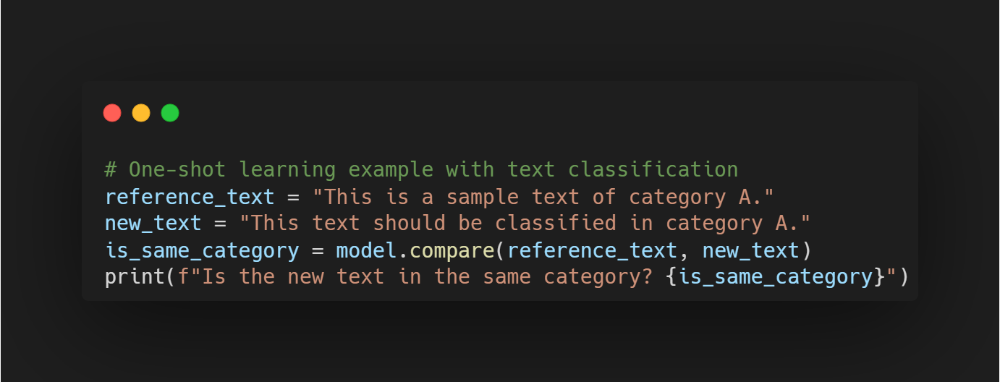 # One-shot learning example with text classification
reference_text = "This is a sample text of category A."
new_text = "This text should be classified in category A."
is_same_category = model.compare(reference_text, new_text)
print(f"Is the new text in the same category? {is_same_category}")